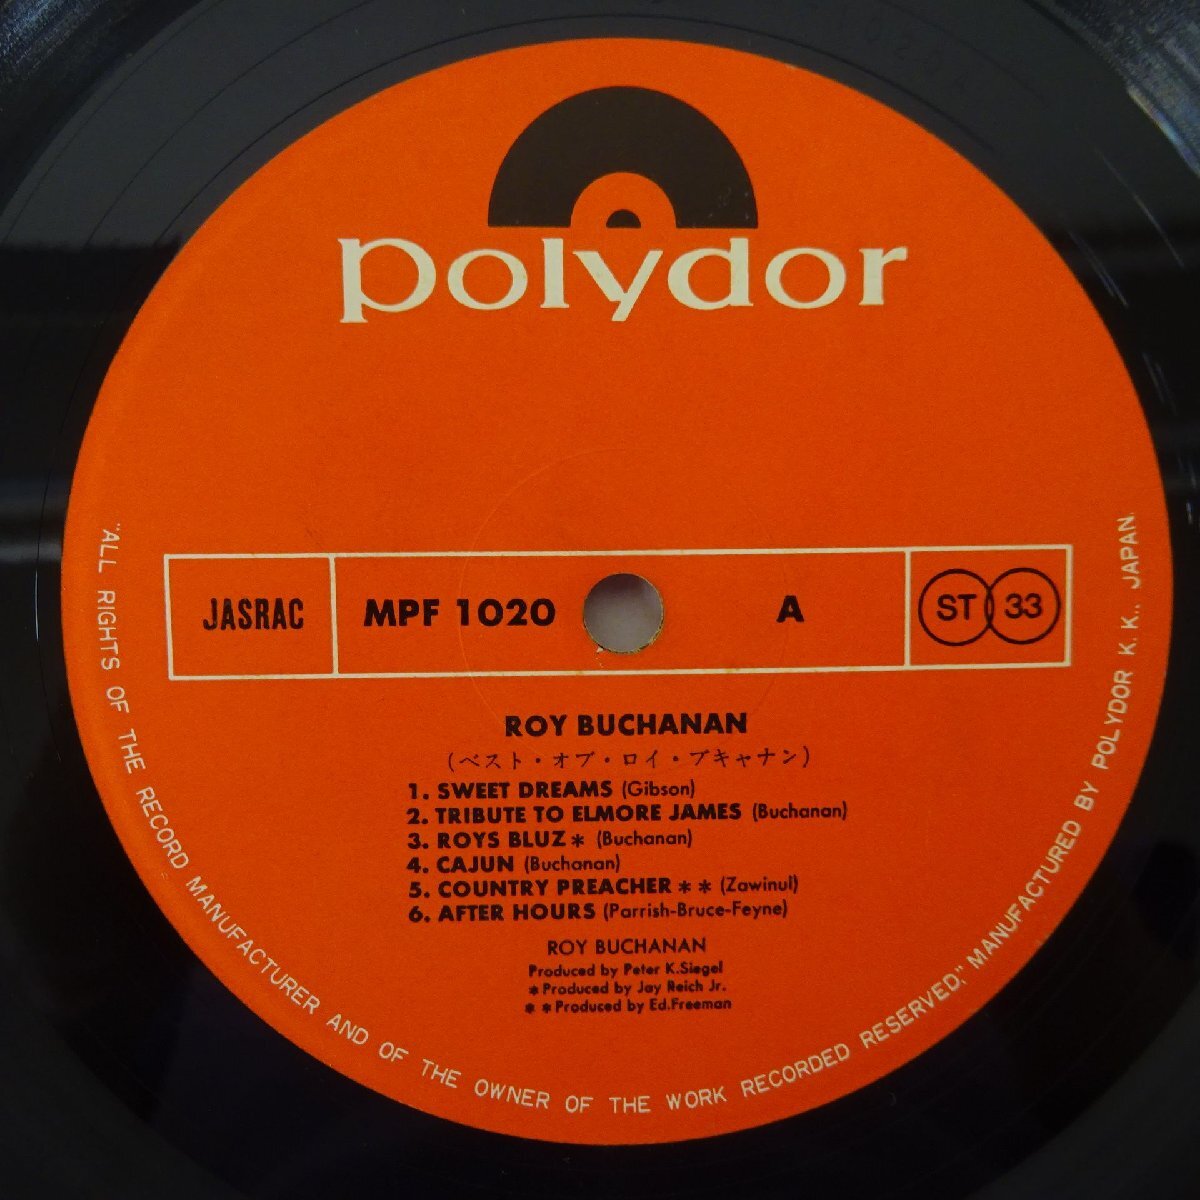 polydor
JASRAC
MPF 1020
A
ST 33
ROY BUCHANAN
(ベスト・オブ・ロイ・ブキャナン)
1. SWEET DREAMS (Gibson)
2. TRIBUTE TO ELMORE JAMES (Buchanan)
3. ROYS BLUZ * (Buchanan)
4. CAJUN (Buchanan)
5. COUNTRY PREACHER * * (Zawinul)
6. AFTER HOURS (Parrish-Bruce-Feyne)
ROY BUCHANAN
Produced by Peter K.Siegel
*Produced by Jay Reich Jr.
* *Produced by Ed.Freeman
"ALL RIGHTS OF THE RECORD MANUFACTURER AND OF THE OWNER OF THE WORK RECORDED RESERVED," MANUFACTURED BY POLYDOR K.K., JAPAN.